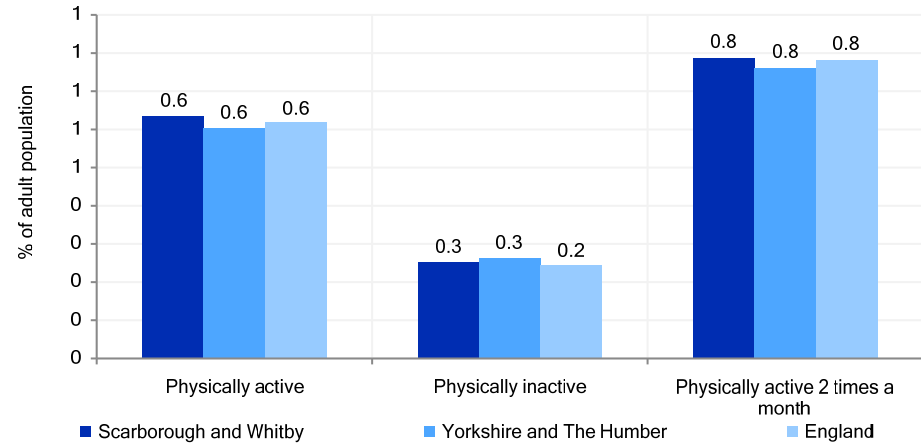 % of adult population
1
1
1
1
1
0
0
0
0
0
0.6
0.6
0.6
0.3
0.3
0.2
0.8
0.8
0.8
Physically active
Physically inactive
Physically active 2 times a
month
Scarborough and Whitby
Yorkshire and The Humber
England